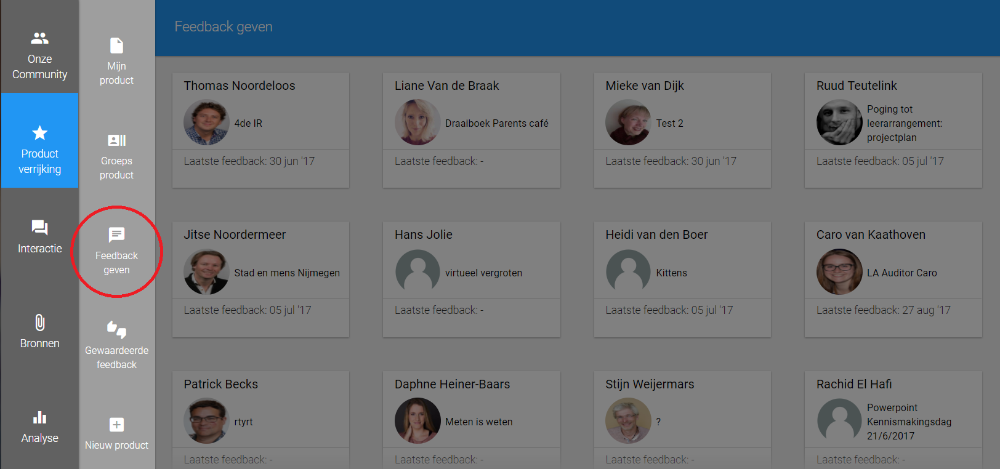 Onze
Community
Product
verrijking
Interactie
Bronnen
Analyse
Mijn
product
Groeps
product
Feedback
geven
Gewaardeerde
feedback
Nieuw product
Feedback geven
Thomas Noordeloos
4de IR
Laatste feedback: 30 jun '17
Liane Van de Braak
Draaiboek Parents café
Laatste feedback: -
Mieke van Dijk
Test 2
Laatste feedback: 30 jun '17
Ruud Teutelink
Poging tot
leerarrangement:
projectplan
Laatste feedback: 05 jul '17
Jitse Noordermeer
Stad en mens Nijmegen
Laatste feedback: 05 jul '17
Hans Jolie
virtueel vergroten
Laatste feedback: -
Heidi van den Boer
Kittens
Laatste feedback: 05 jul '17
Caro van Kaathoven
LA Auditor Caro
Laatste feedback: 27 aug '17
Patrick Becks
rtyrt
Laatste feedback: -
Daphne Heiner-Baars
Meten is weten
Laatste feedback: -
Stijn Weijermars
?
Laatste feedback: -
Rachid El Hafi
Powerpoint
Kennismakingsdag
21/6/2017
Laatste feedback: -